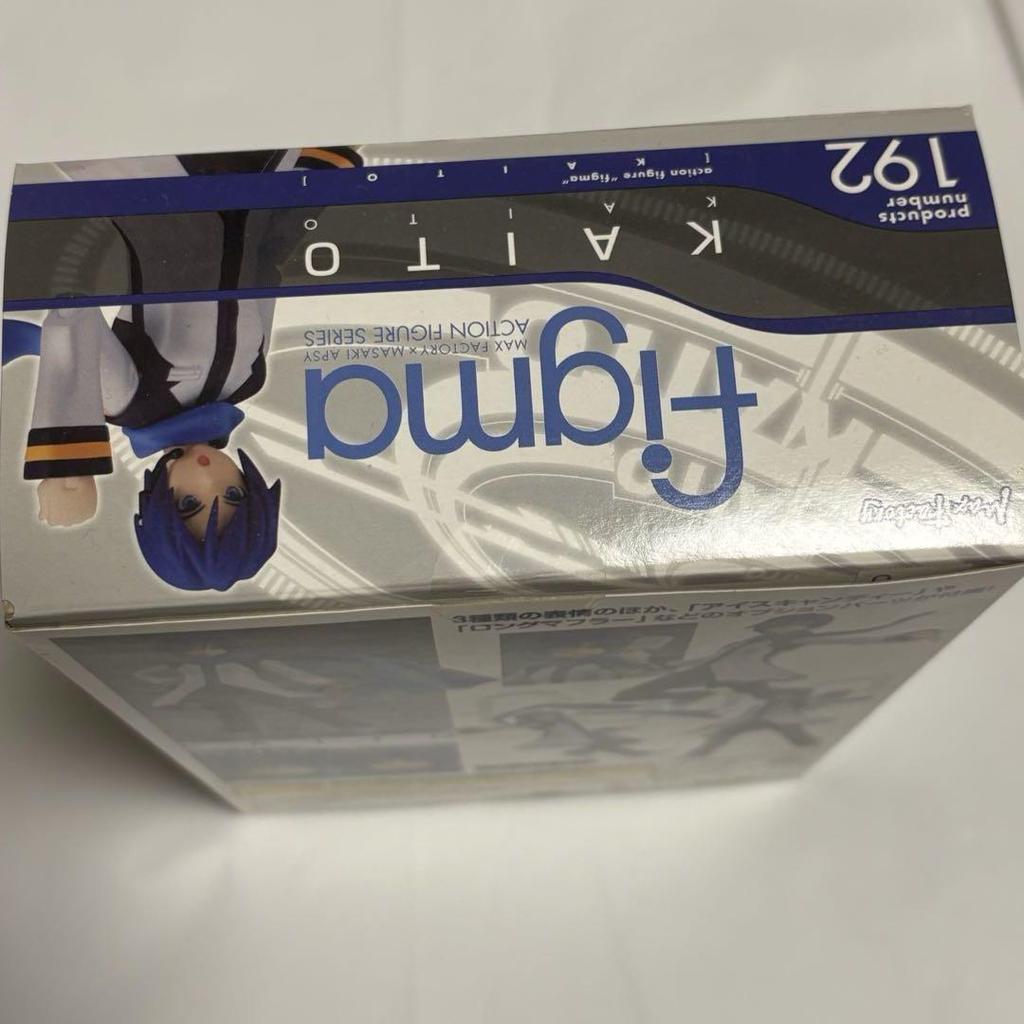 products
number
192
action figure "figma"
[ K A I T O ]
K A I T O
KAITO
MAX FACTORY × MASAKI APSY
ACTION FIGURE SERIES
figma
Max Factory
3種類の表情のほか、「アイスキャンディー」や
「ロングマフラー」などのオプションパーツが付属!